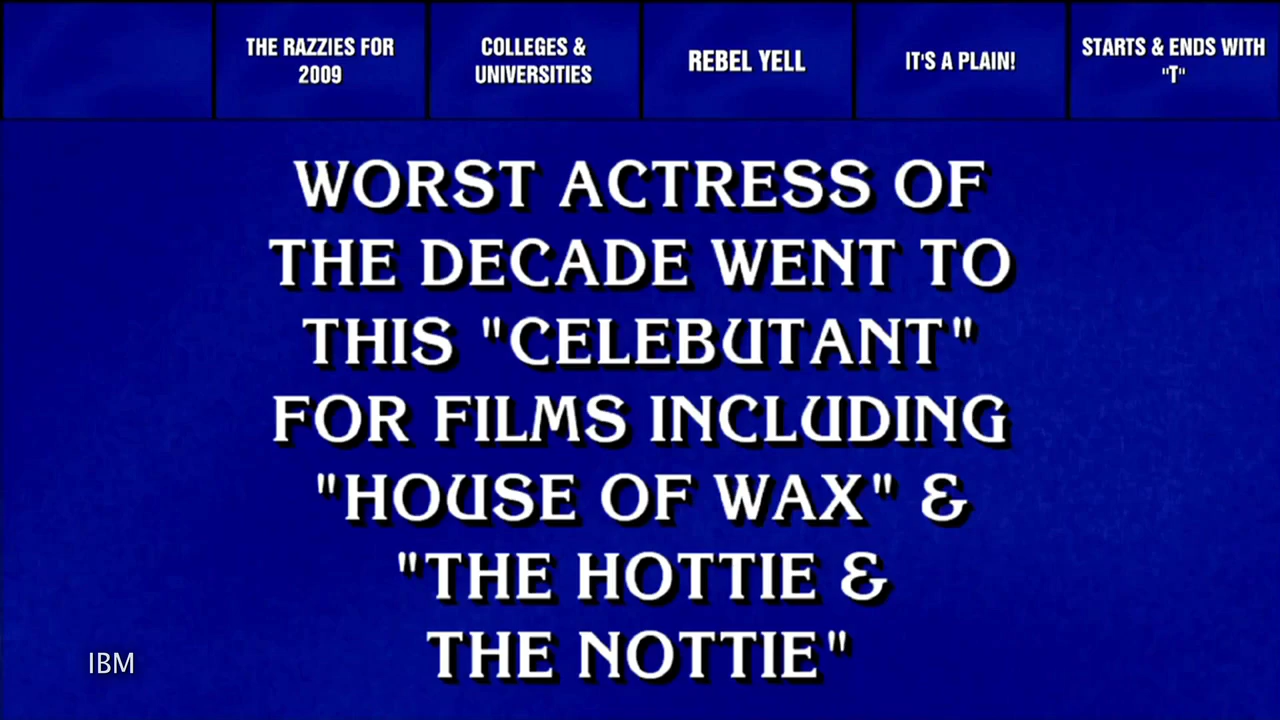 THE RAZZIES FOR
2009
COLLEGES &
UNIVERSITIES
REBEL YELL
IT'S A PLAIN!
STARTS & ENDS WITH
"T"
WORST ACTRESS OF
THE DECADE WENT TO
THIS "CELEBUTANT"
FOR FILMS INCLUDING
"HOUSE OF WAX" &
"THE HOTTIE &
THE NOTTIE"
IBM